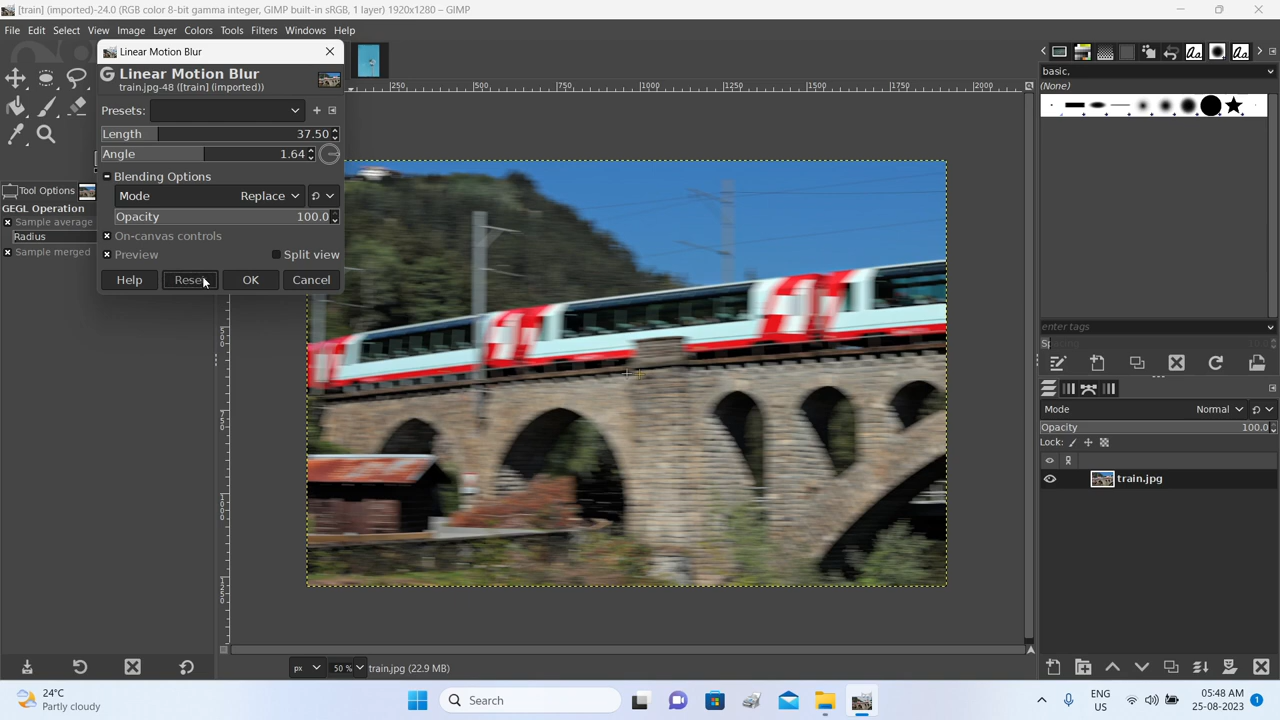 [train] (imported)-24.0 (RGB color 8-bit gamma integer, GIMP built-in sRGB, 1 layer) 1920x1280 – GIMP
File Edit Select View Image Layer Colors Tools Filters Windows Help
Linear Motion Blur
Linear Motion Blur
train.jpg-48 ([train] (imported))
Presets:
Length 37.50
Angle 1.64
Blending Options
Mode Replace
Opacity 100.0
On-canvas controls
Preview Split view
Help Reset OK Cancel
Tool Options
GEGL Operation
Sample average
Radius
Sample merged
250 500 750 1000 1250 1500 1750 2000
500
750
1000
1250
px 50 % train.jpg (22.9 MB)
basic.
(None)
enter tags
Mode Normal
Opacity 100.0
Lock:
train.jpg
24°C
Partly cloudy
Search
ENG
US
05:48 AM
25-08-2023
1